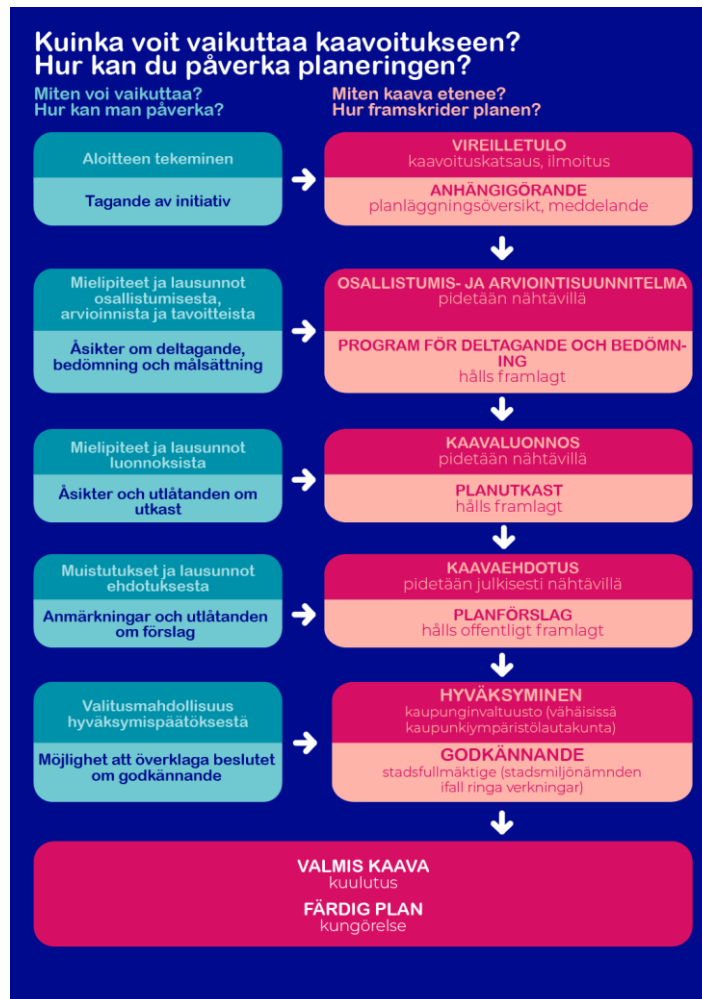 Kuinka voit vaikuttaa kaavoitukseen?
Hur kan du påverka planeringen?
Miten voi vaikuttaa?
Hur kan man påverka?
Miten kaava etenee?
Hur framskrider planen?
Aloitteen tekeminen
Tagande av initiativ
VIREILLETULO
kaavoituskatsaus, ilmoitus
ANHÄNGIGÖRANDE
planläggningsöversikt, meddelande
Mielipiteet ja lausunnot
osallistumisesta,
arvioinnista ja tavoitteista
Åsikter om deltagande,
bedömning och målsättning
OSALLISTUMIS- JA ARVIOINTISUUNNITELMA
pidetään nähtävillä
PROGRAM FÖR DELTAGANDE OCH BEDÖMN-
ING
hålls framlagt
Mielipiteet ja lausunnot
luonnoksista
Åsikter och utlåtanden om
utkast
KAAVALUONNOS
pidetään nähtävillä
PLANUTKAST
hålls framlagt
Muistutukset ja lausunnot
ehdotuksesta
Anmärkningar och utlåtanden
om förslag
KAAVAEHDOTUS
pidetään julkisesti nähtävillä
PLANFÖRSLAG
hålls offentligt framlagt
Valitusmahdollisuus
hyväksymispäätöksestä
Möjlighet att överklaga beslutet
om godkännande
HYVÄKSYMINEN
kaupunginvaltuusto (vähäisissä
kaupunkiympäristölautakunta)
GODKÄNNANDE
stadsfullmäktige (stadsmiljönämnden
ifall ringa verkningar)
VALMIS KAAVA
kuulutus
FÄRDIG PLAN
kungörelse